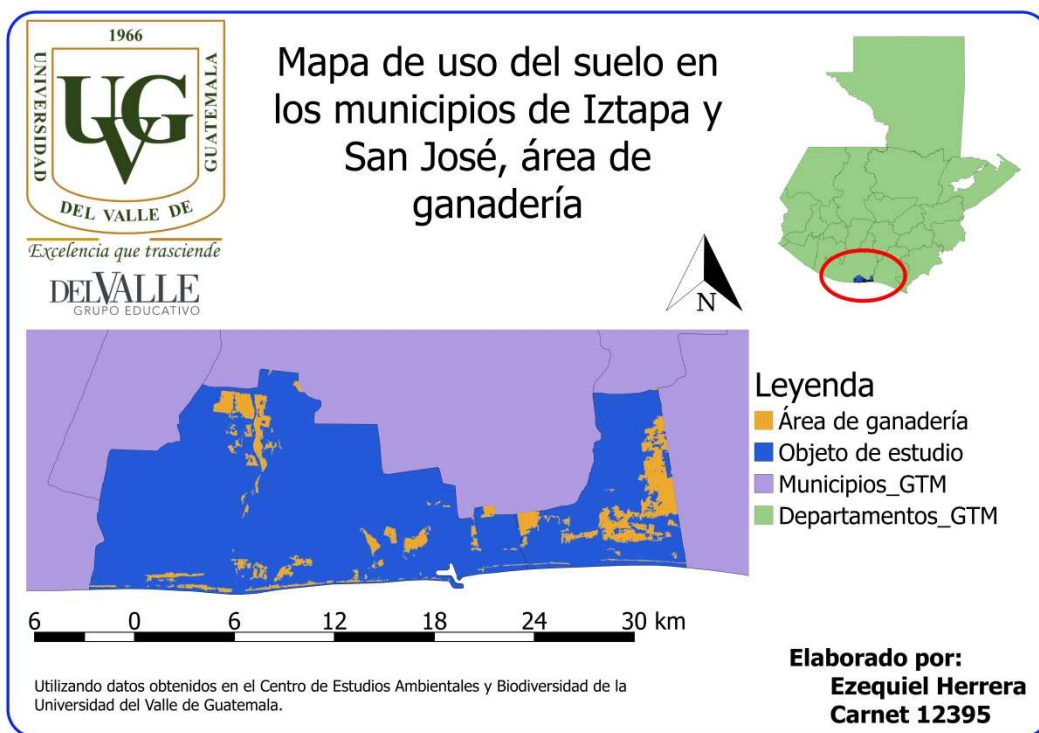 1966
UNIVERSIDAD
UVG
GUATEMALA
DEL VALLE DE
Excelencia que trasciende
DELVALLE
GRUPO EDUCATIVO
Mapa de uso del suelo en
los municipios de Iztapa y
San José, área de
ganadería
N
Leyenda
Área de ganadería
Objeto de estudio
Municipios_GTM
Departamentos_GTM
6 0 6 12 18 24 30 km
Utilizando datos obtenidos en el Centro de Estudios Ambientales y Biodiversidad de la
Universidad del Valle de Guatemala.
Elaborado por:
Ezequiel Herrera
Carnet 12395